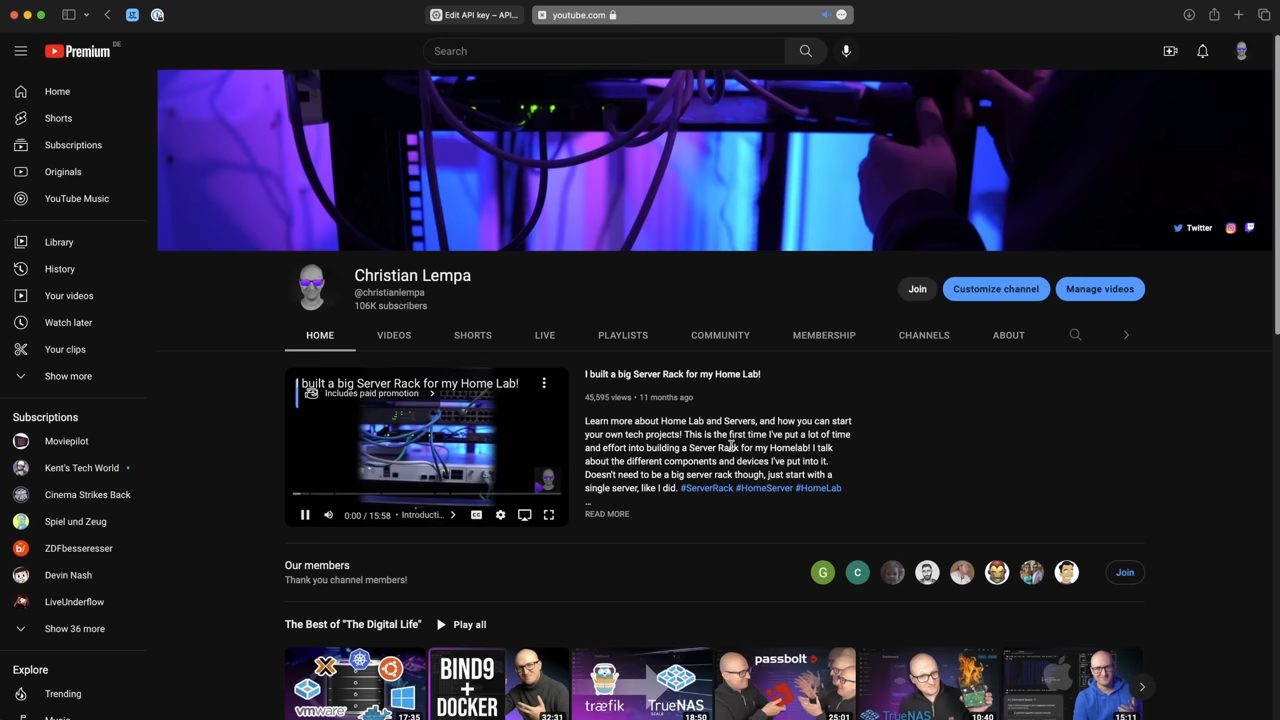 Edit API key – API...
youtube.com
Premium DE
Search
Home
Shorts
Subscriptions
Originals
YouTube Music
Library
History
Your videos
Watch later
Your clips
Show more
Subscriptions
Moviepilot
Kent's Tech World
Cinema Strikes Back
Spiel und Zeug
ZDFbesseresser
Devin Nash
LiveUnderflow
Show 36 more
Explore
Trending
Twitter
Christian Lempa
@christianlempa
106K subscribers
Join
Customize channel
Manage videos
HOME
VIDEOS
SHORTS
LIVE
PLAYLISTS
COMMUNITY
MEMBERSHIP
CHANNELS
ABOUT
I built a big Server Rack for my Home Lab!
Includes paid promotion
0:00 / 15:58 • Introducti...
I built a big Server Rack for my Home Lab!
45,595 views • 11 months ago
Learn more about Home Lab and Servers, and how you can start
your own tech projects! This is the first time I've put a lot of time
and effort into building a Server Rack for my Homelab! I talk
about the different components and devices I've put into it.
Doesn't need to be a big server rack though, just start with a
single server, like I did. #ServerRack #HomeServer #HomeLab
...
READ MORE
Our members
Thank you channel members!
G
C
Join
The Best of "The Digital Life"
Play all
vmware
17:35
BIND9
+
DOCKER
32:31
træfik
TrueNAS
SCALE
18:50
passbolt
25:01
TrueNAS
10:40
15:11